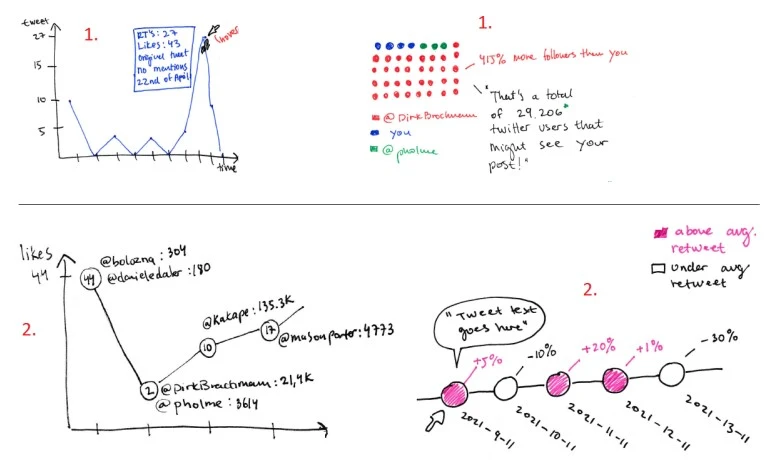 tweet
27
15
10
5
1.
RT's: 27
Likes: 43
original tweet
no mentions
22nd of April
hover
time
1.
415% more followers than you
"That's a total
of 29.206
twitter users that
might see your
post!"
@DirkBrochmann
you
@pholme
likes
44
2.
44
@bolozna: 304
@danieledaler: 180
2
@DirkBrachmann: 21,4K
@pholme: 3614
10
@Kakape: 135.3K
17
@masonporter: 4773
above avg.
retweet
under avg
retweet
2.
"Tweet text
goes here"
+5%
-10%
+20%
+1%
-30%
2021-9-11
2021-10-11
2021-11-11
2021-12-11
2021-13-11